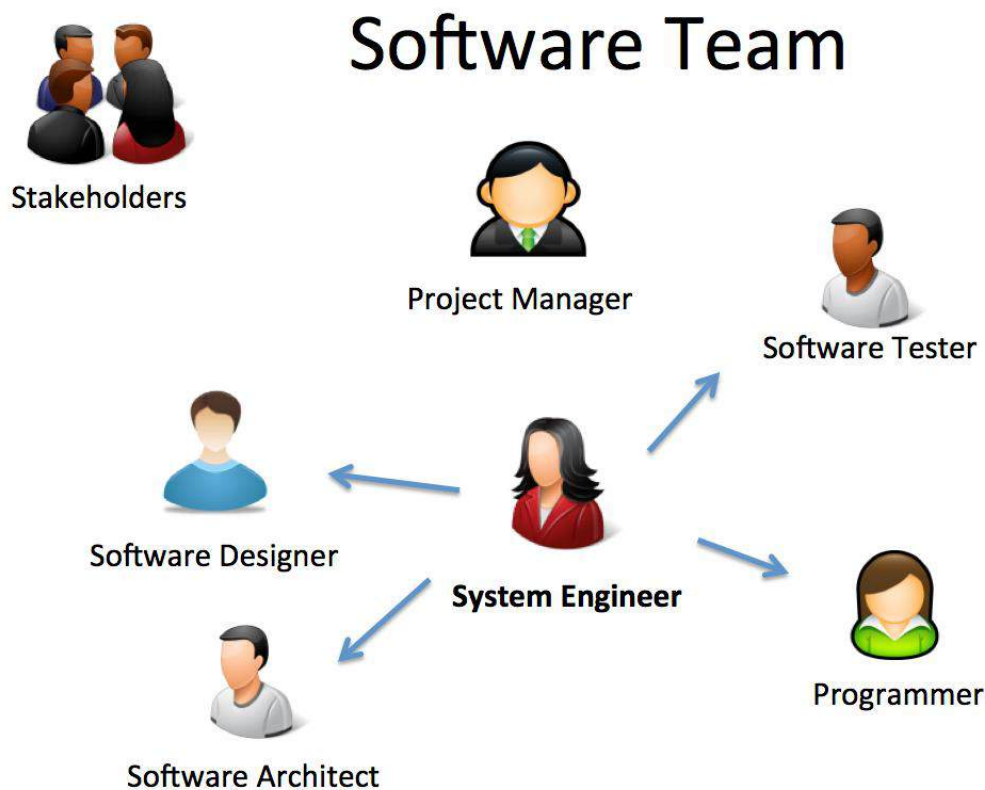 Software Team
Stakeholders
Project Manager
Software Tester
Software Designer
System Engineer
Programmer
Software Architect